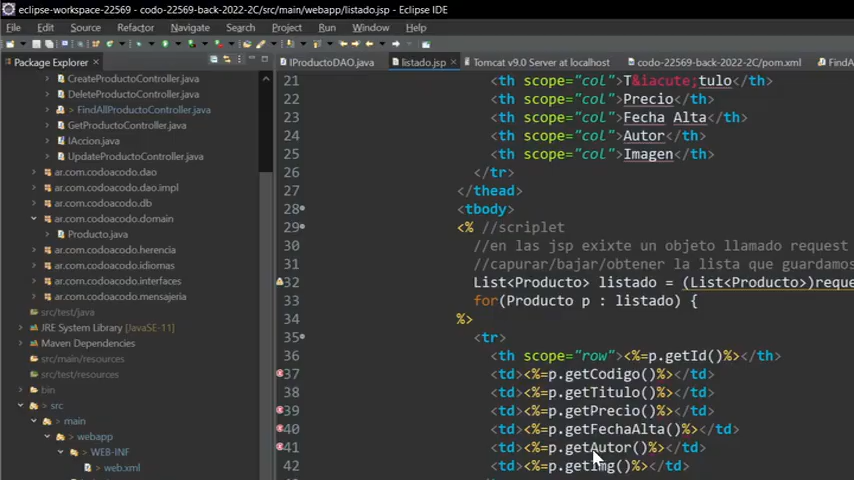 eclipse-workspace-22569 - codo-22569-back-2022-2C/src/main/webapp/listado.jsp - Eclipse IDE
File Edit Source Refactor Navigate Search Project Run Window Help
Package Explorer
IProductoDAO.java listado.jsp Tomcat v9.0 Server at localhost codo-22569-back-2022-2C/pom.xml FindA
CreateProductoController.java
DeleteProductoController.java
FindAllProductoController.java
GetProductoController.java
IAccion.java
UpdateProductoController.java
ar.com.codoacodo.dao
ar.com.codoacodo.dao.impl
ar.com.codoacodo.db
ar.com.codoacodo.domain
Producto.java
ar.com.codoacodo.herencia
ar.com.codoacodo.idiomas
ar.com.codoacodo.interfaces
ar.com.codoacodo.mensajeria
src/test/java
JRE System Library [JavaSE-11]
Maven Dependencies
src/main/resources
src/test/resources
bin
src
main
webapp
WEB-INF
web.xml
21 <th scope="col">T&iacute;tulo</th>
22 <th scope="col">Precio</th>
23 <th scope="col">Fecha Alta</th>
24 <th scope="col">Autor</th>
25 <th scope="col">Imagen</th>
26 </tr>
27 </thead>
28 <tbody>
29 <% //scriplet
30 //en las jsp exixte un objeto llamado request
31 //capurar/bajar/obtener la lista que guardamos
32 List<Producto> listado = (List<Producto>)reque
33 for(Producto p : listado) {
34 %>
35 <tr>
36 <th scope="row"><%=p.getId()%></th>
37 <td><%=p.getCodigo()%></td>
38 <td><%=p.getTitulo()%></td>
39 <td><%=p.getPrecio()%></td>
40 <td><%=p.getFechaAlta()%></td>
41 <td><%=p.getAutor()%></td>
42 <td><%=p.getImg()%></td>